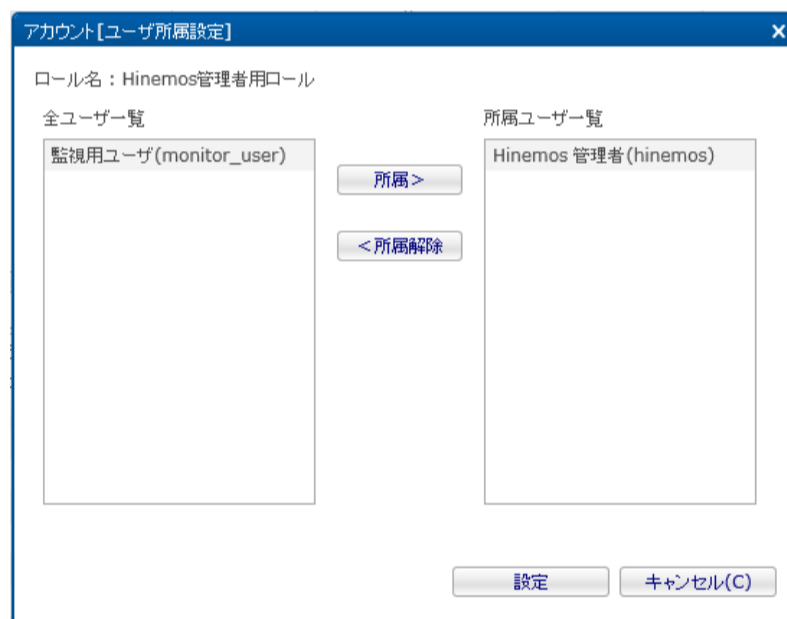 アカウント[ユーザ所属設定]
ロール名：Hinemos管理者用ロール
全ユーザ一覧
所属ユーザ一覧
監視用ユーザ(monitor_user)
Hinemos 管理者(hinemos)
所属>
<所属解除
設定
キャンセル(C)